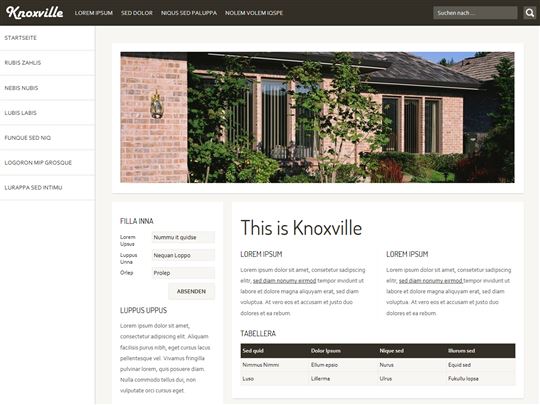 Knoxville LOREM IPSUM SED DOLOR NIQUS SED PALUPPA NOLEM VOLEM IQSPE Suchen nach ...
STARTSEITE
RUBIS ZAHLIS
NEBIS NUBIS
LUBIS LABIS
FUNQUE SED NIQ
LOGORON MIP GROSQUE
LURAPPA SED INTIMU
FILLA INNA
Lorem Upsus Nummu it quidse
Luppus Unna Nequan Loppo
Orlep Prolep
ABSENDEN
LUPPUS UPPUS
Lorem ipsum dolor sit amet,
consectetur adipiscing elit. Aliquam
facilisis purus nibh, eget cursus lacus
pellentesque vel. Vivamus fringilla
pulvinar lorem, quis posuere diam.
Nulla commodo tellus dui, non
vulputate orci cursus eget.
This is Knoxville
LOREM IPSUM
Lorem ipsum dolor sit amet, consetetur sadipscing
elitr, sed diam nonumy eirmod tempor invidunt ut
labore et dolore magna aliquyam erat, sed diam
voluptua. At vero eos et accusam et justo duo
dolores et ea rebum.
LOREM IPSUM
Lorem ipsum dolor sit amet, consetetur sadipscing
elitr, sed diam nonumy eirmod tempor invidunt ut
labore et dolore magna aliquyam erat, sed diam
voluptua. At vero eos et accusam et justo duo
dolores et ea rebum.
TABELLERA
Sed quid Dolor Ipsum Nique sed Illurum sed
Nimmus Nimmi Ellum epsio Nurus Equid sed
Luso Lillerma Ulrus Fukullu lopsa